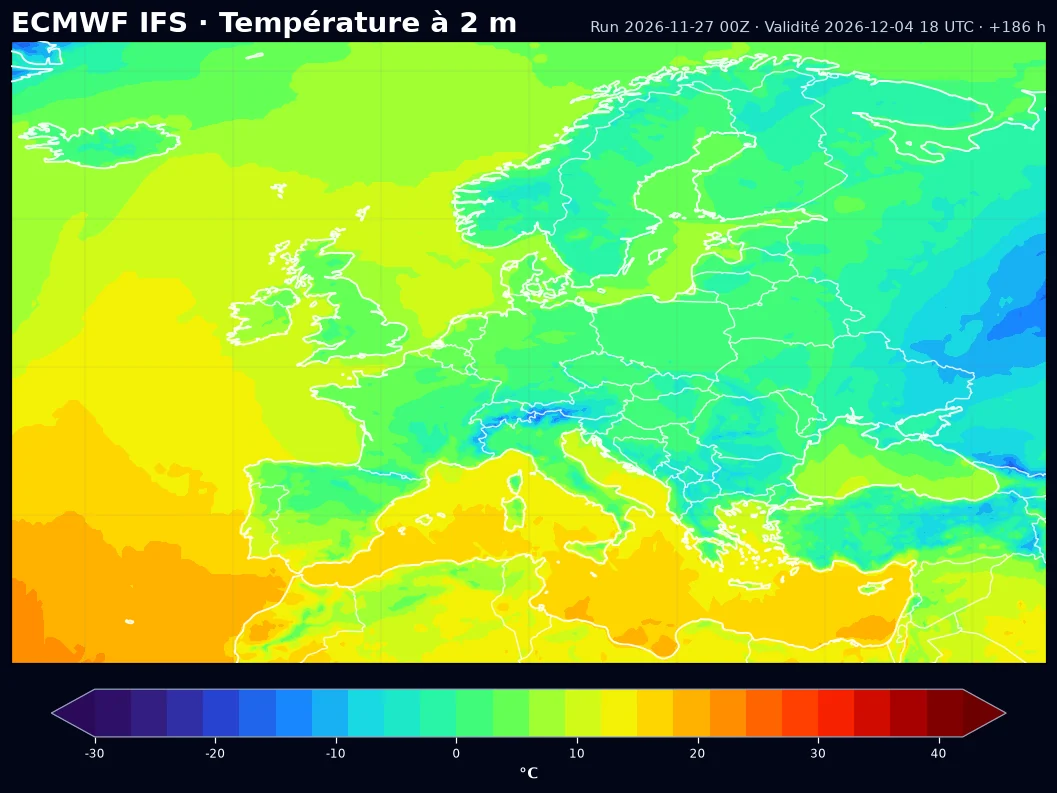 ECMWF IFS · Température à 2 m
Run 2026-11-27 00Z · Validité 2026-12-04 18 UTC · +186 h
-30 -20 -10 0 10 20 30 40
°C